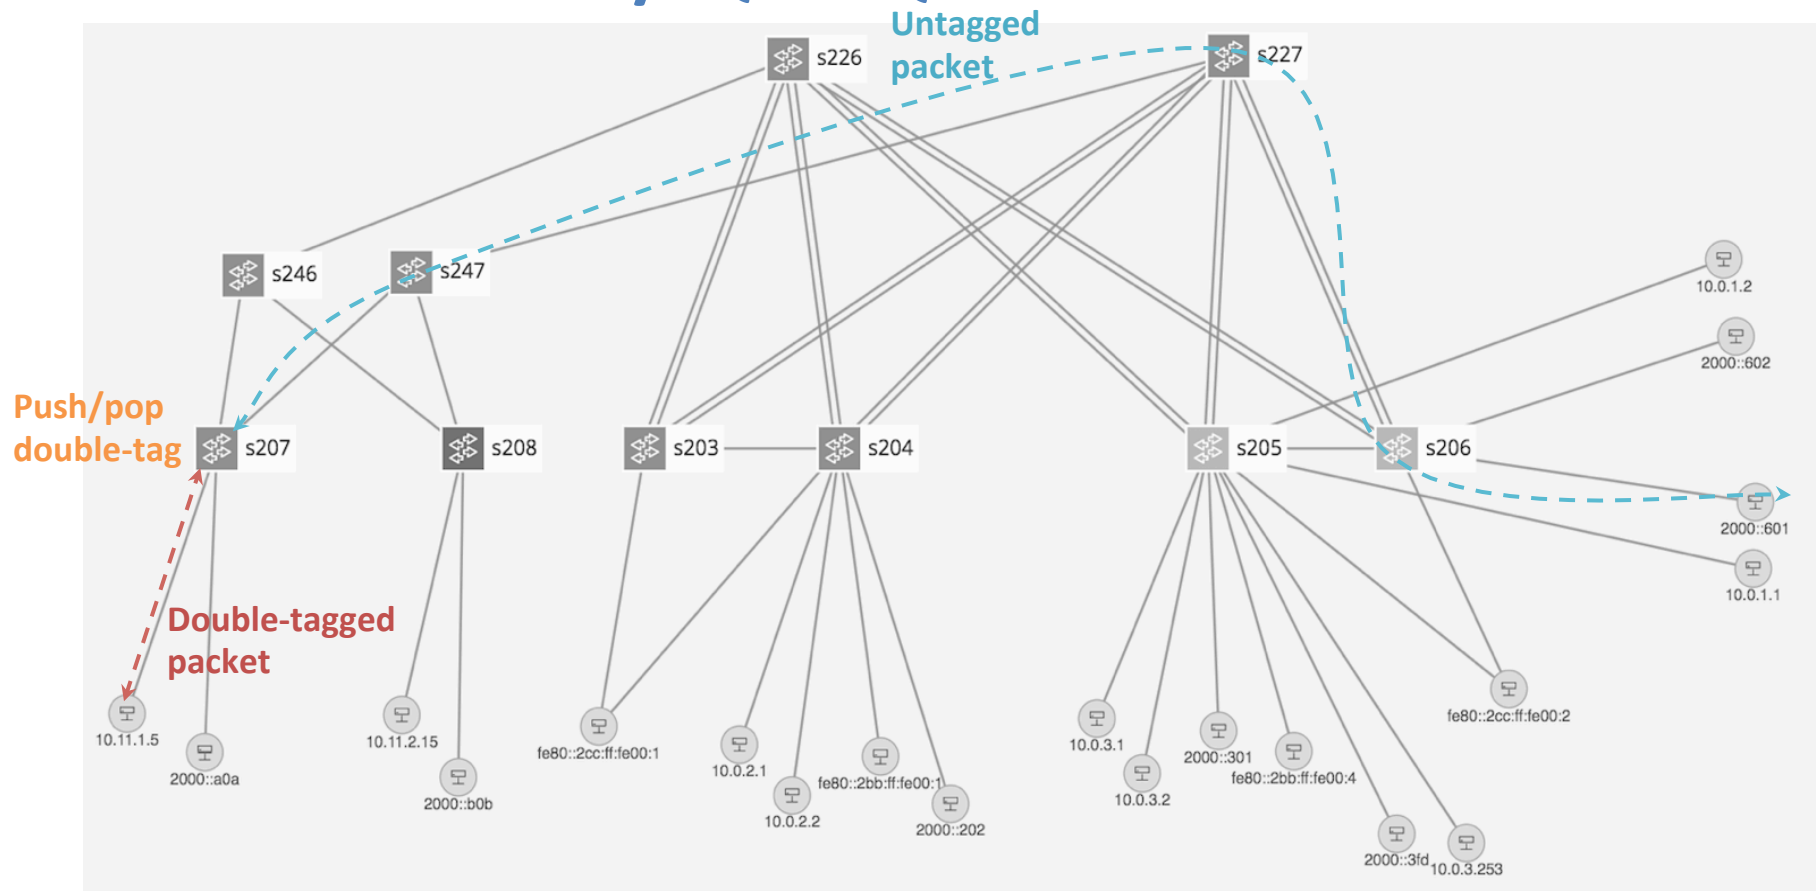 Untagged
packet
s226
s227
s246
s247
10.0.1.2
2000::602
Push/pop
double-tag
s207
s208
s203
s204
s205
s206
2000::601
10.0.1.1
Double-tagged
packet
10.11.1.5
2000::a0a
10.11.2.15
2000::b0b
fe80::2cc:ff:fe00:1
10.0.2.1
10.0.2.2
fe80::2bb:ff:fe00:1
2000::202
10.0.3.1
10.0.3.2
2000::301
fe80::2bb:ff:fe00:4
fe80::2cc:ff:fe00:2
2000::3fd
10.0.3.253